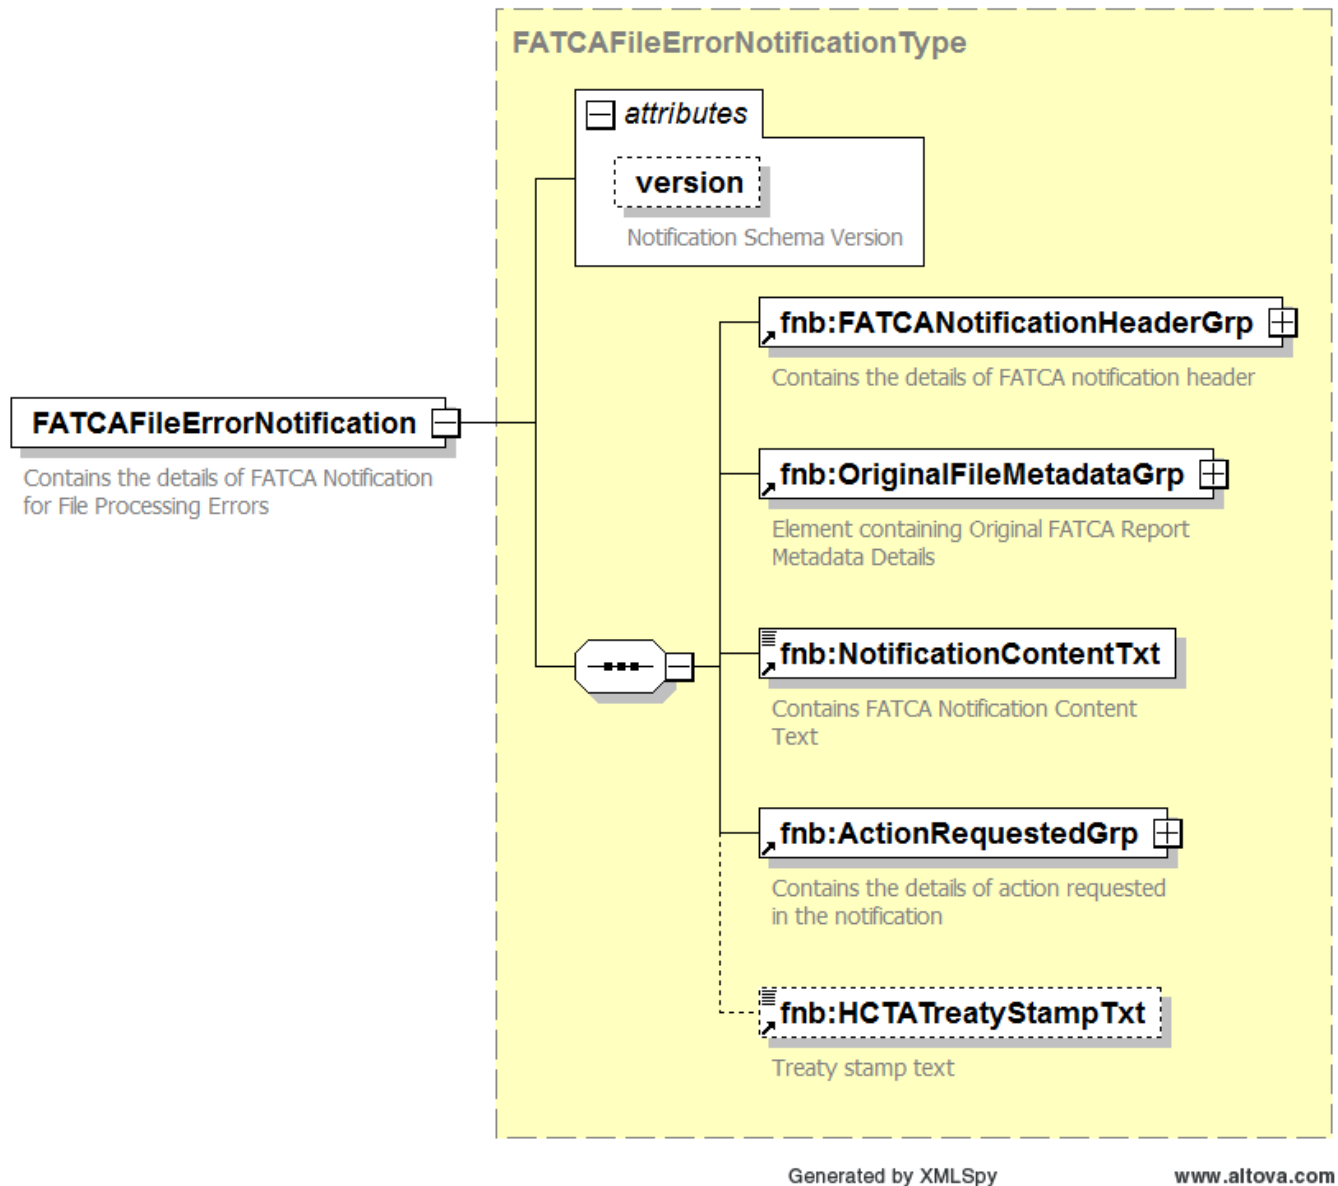 FATCAFileErrorNotificationType
attributes
version
Notification Schema Version
fnb:FATCANotificationHeaderGrp
Contains the details of FATCA notification header
FATCAFileErrorNotification
Contains the details of FATCA Notification
for File Processing Errors
fnb:OriginalFileMetadataGrp
Element containing Original FATCA Report
Metadata Details
fnb:NotificationContentTxt
Contains FATCA Notification Content
Text
fnb:ActionRequestedGrp
Contains the details of action requested
in the notification
fnb:HCTATreatyStampTxt
Treaty stamp text
Generated by XMLSpy
www.altova.com